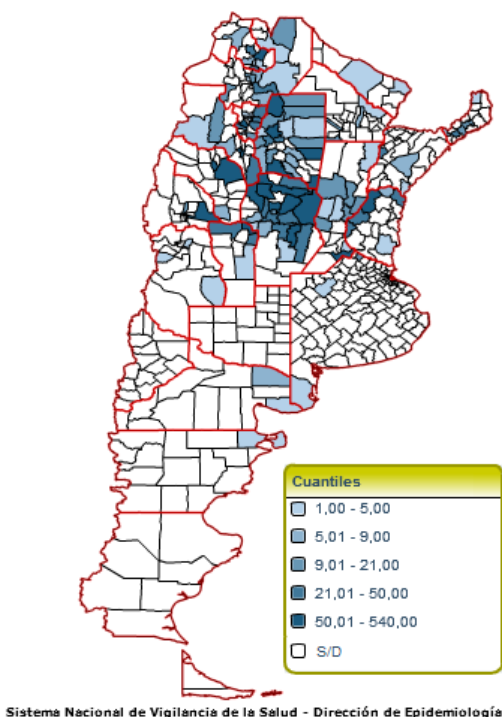 Cuantiles
1,00 - 5,00
5,01 - 9,00
9,01 - 21,00
21,01 - 50,00
50,01 - 540,00
S/D
Sistema Nacional de Vigilancia de la Salud - Dirección de Epidemiología